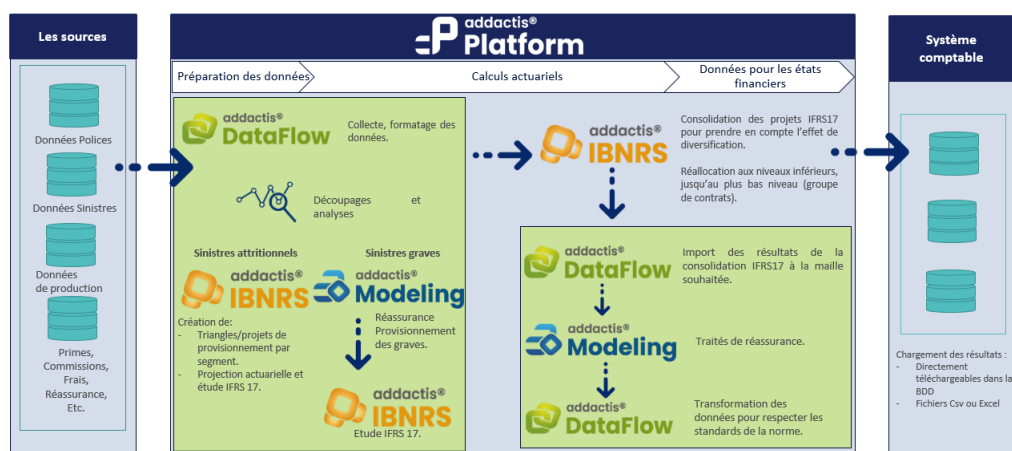 Les sources
Données Polices
Données Sinistres
Données
de production
Primes,
Commissions,
Frais,
Réassurance,
Etc.
addactis®
Platform
Préparation des données
Calculs actuariels
Données pour les états
financiers
addactis®
DataFlow
Collecte, formatage des
données.
Découpages et
analyses
Sinistres attritionnels
addactis®
IBNRS
Création de:
- Triangles/projets de
provisionnement par
segment.
- Projection actuarielle et
étude IFRS 17.
Sinistres graves
addactis®
Modeling
Réassurance
Provisionnement
des graves.
addactis®
IBNRS
Etude IFRS 17.
addactis®
IBNRS
Consolidation des projets IFRS17
pour prendre en compte l'effet de
diversification.
Réallocation aux niveaux inférieurs,
jusqu'au plus bas niveau (groupe
de contrats).
addactis®
DataFlow
Import des résultats de la
consolidation IFRS17 à la maille
souhaitée.
addactis®
Modeling
Traités de réassurance.
addactis®
DataFlow
Transformation des
données pour respecter les
standards de la norme.
Système
comptable
Chargement des résultats :
- Directement
téléchargeables dans la
BDD
- Fichiers Csv ou Excel